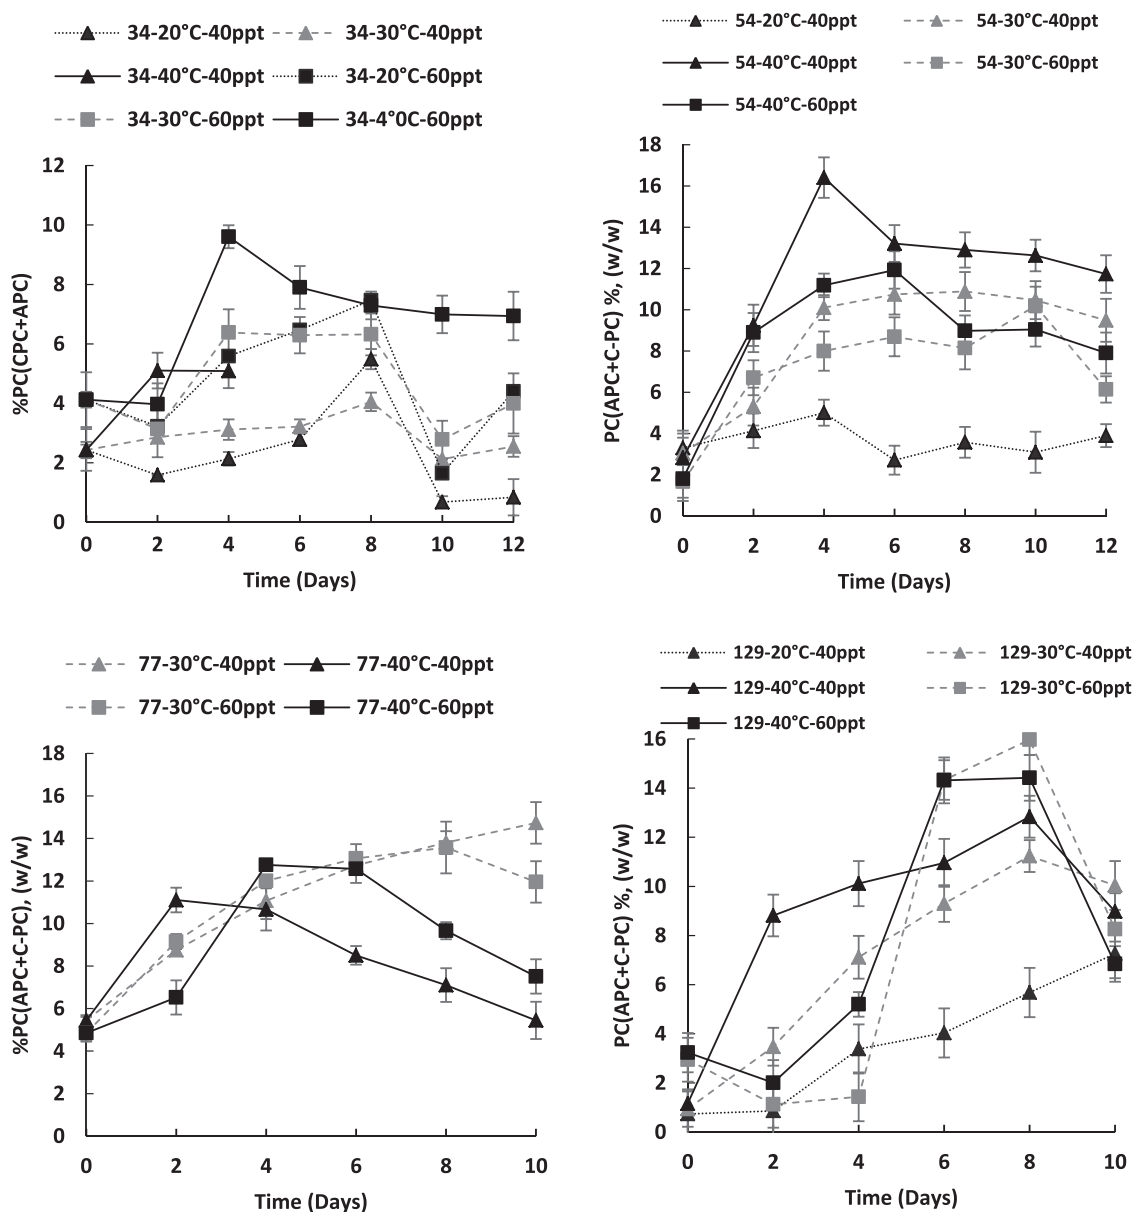 34-20°C-40ppt 34-30°C-40ppt
34-40°C-40ppt 34-20°C-60ppt
34-30°C-60ppt 34-4°0C-60ppt
%PC(CPC+APC)
12
10
8
6
4
2
0
0 2 4 6 8 10 12
Time (Days)
54-20°C-40ppt 54-30°C-40ppt
54-40°C-40ppt 54-30°C-60ppt
54-40°C-60ppt
PC(APC+C-PC) %, (w/w)
18
16
14
12
10
8
6
4
2
0
0 2 4 6 8 10 12
Time (Days)
77-30°C-40ppt 77-40°C-40ppt
77-30°C-60ppt 77-40°C-60ppt
%PC(APC+C-PC), (w/w)
18
16
14
12
10
8
6
4
2
0
0 2 4 6 8 10
Time (Days)
129-20°C-40ppt 129-30°C-40ppt
129-40°C-40ppt 129-30°C-60ppt
129-40°C-60ppt
PC(APC+C-PC) %, (w/w)
16
14
12
10
8
6
4
2
0
0 2 4 6 8 10
Time (Days)